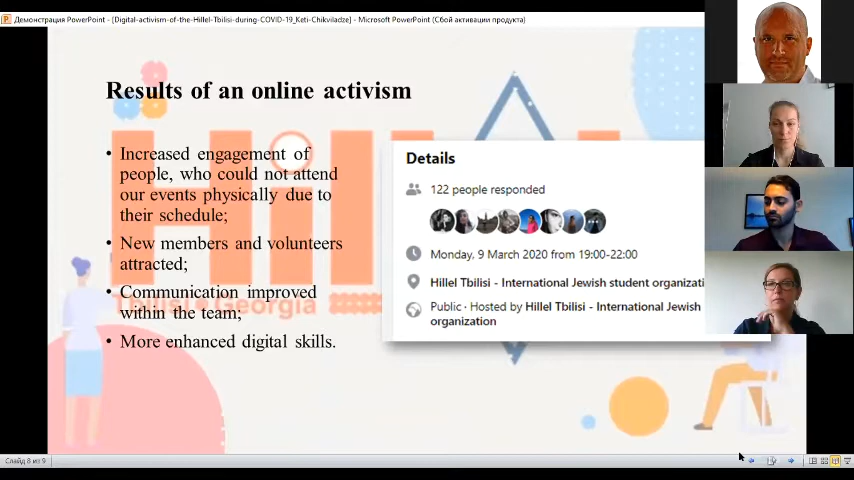 Демонстрация PowerPoint - [Digital-activism-of-the-Hillel-Tbilisi-during-COVID-19_Keti-Chikviladze] - Microsoft PowerPoint (Сбой активации продукта)
Results of an online activism
• Increased engagement of
people, who could not attend
our events physically due to
their schedule;
• New members and volunteers
attracted;
• Communication improved
within the team;
• More enhanced digital skills.
Hillel
Tbilisi Georgia
Details
122 people responded
Monday, 9 March 2020 from 19:00-22:00
Hillel Tbilisi - International Jewish student organizati
Public · Hosted by Hillel Tbilisi - International Jewish
organization
Слайд 8 из 9